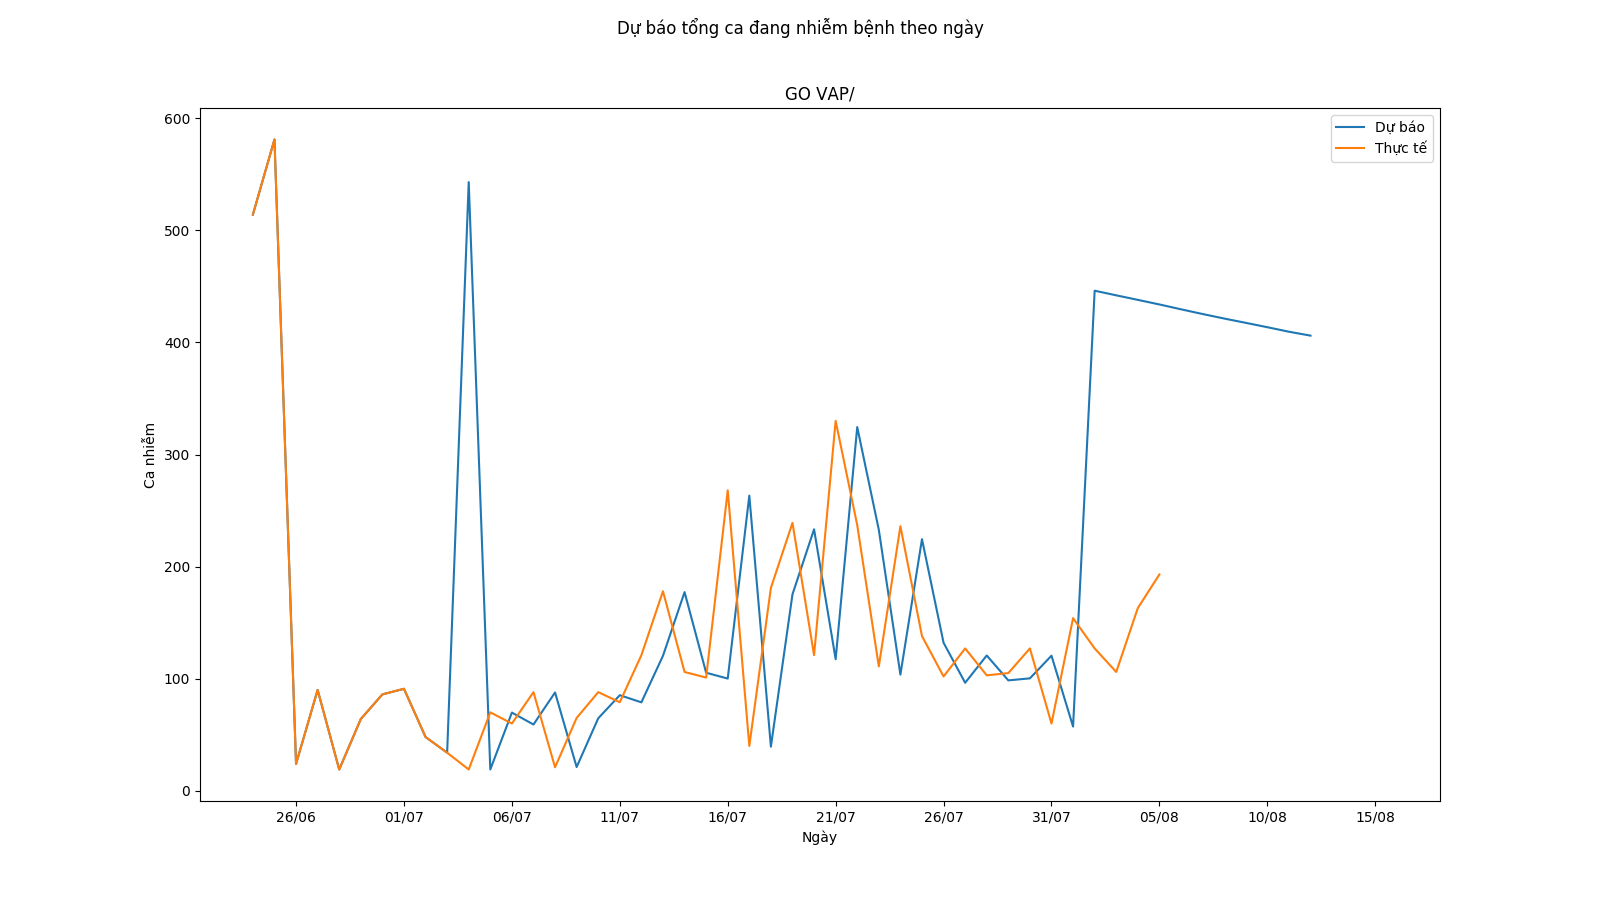 Dự báo tổng ca đang nhiễm bệnh theo ngày
GO VAP/
Dự báo
Thực tế
600
500
400
300
200
100
0
Ca nhiễm
26/06 01/07 06/07 11/07 16/07 21/07 26/07 31/07 05/08 10/08 15/08
Ngày